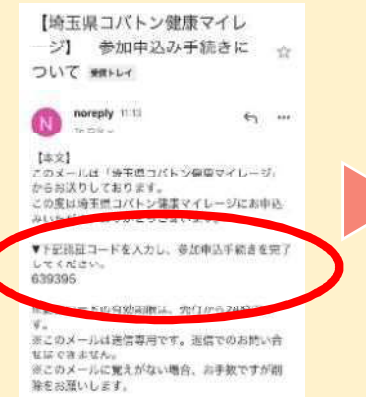 【埼玉県コバトン健康マイレ
ージ】 参加申込み手続きに
ついて 受信トレイ
N
noreply 11:13
【本文】
このメールは「埼玉県コバトン健康マイレージ」
からお送りしております。
この度は埼玉県コバトン健康マイレージにお申込
▼下記認証コードを入力し、参加申込手続きを完了
してください。
639395
す。
※このメールは送信専用です。返信でのお問い合
せはできません。
※このメールに覚えがない場合、お手数ですが削
除をお願いします。